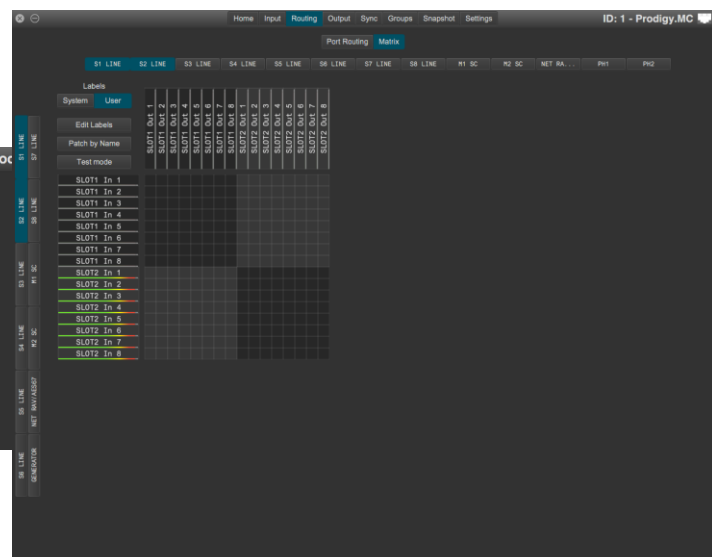 Home Input Routing Output Sync Groups Snapshot Settings
ID: 1 - Prodigy.MC
Port Routing Matrix
S1 LINE S2 LINE S3 LINE S4 LINE S5 LINE S6 LINE S7 LINE S8 LINE M1 SC M2 SC NET RA... PH1 PH2
Labels
System User
Edit Labels
Patch by Name
Test mode
SLOT1 Out 1
SLOT1 Out 2
SLOT1 Out 3
SLOT1 Out 4
SLOT1 Out 5
SLOT1 Out 6
SLOT1 Out 7
SLOT1 Out 8
SLOT2 Out 1
SLOT2 Out 2
SLOT2 Out 3
SLOT2 Out 4
SLOT2 Out 5
SLOT2 Out 6
SLOT2 Out 7
SLOT2 Out 8
SLOT1 In 1
SLOT1 In 2
SLOT1 In 3
SLOT1 In 4
SLOT1 In 5
SLOT1 In 6
SLOT1 In 7
SLOT1 In 8
SLOT2 In 1
SLOT2 In 2
SLOT2 In 3
SLOT2 In 4
SLOT2 In 5
SLOT2 In 6
SLOT2 In 7
SLOT2 In 8
S1 LINE
S7 LINE
S2 LINE
S8 LINE
S3 LINE
M1 SC
S4 LINE
M2 SC
S5 LINE
NET RAV/AES67
S6 LINE
GENERATOR